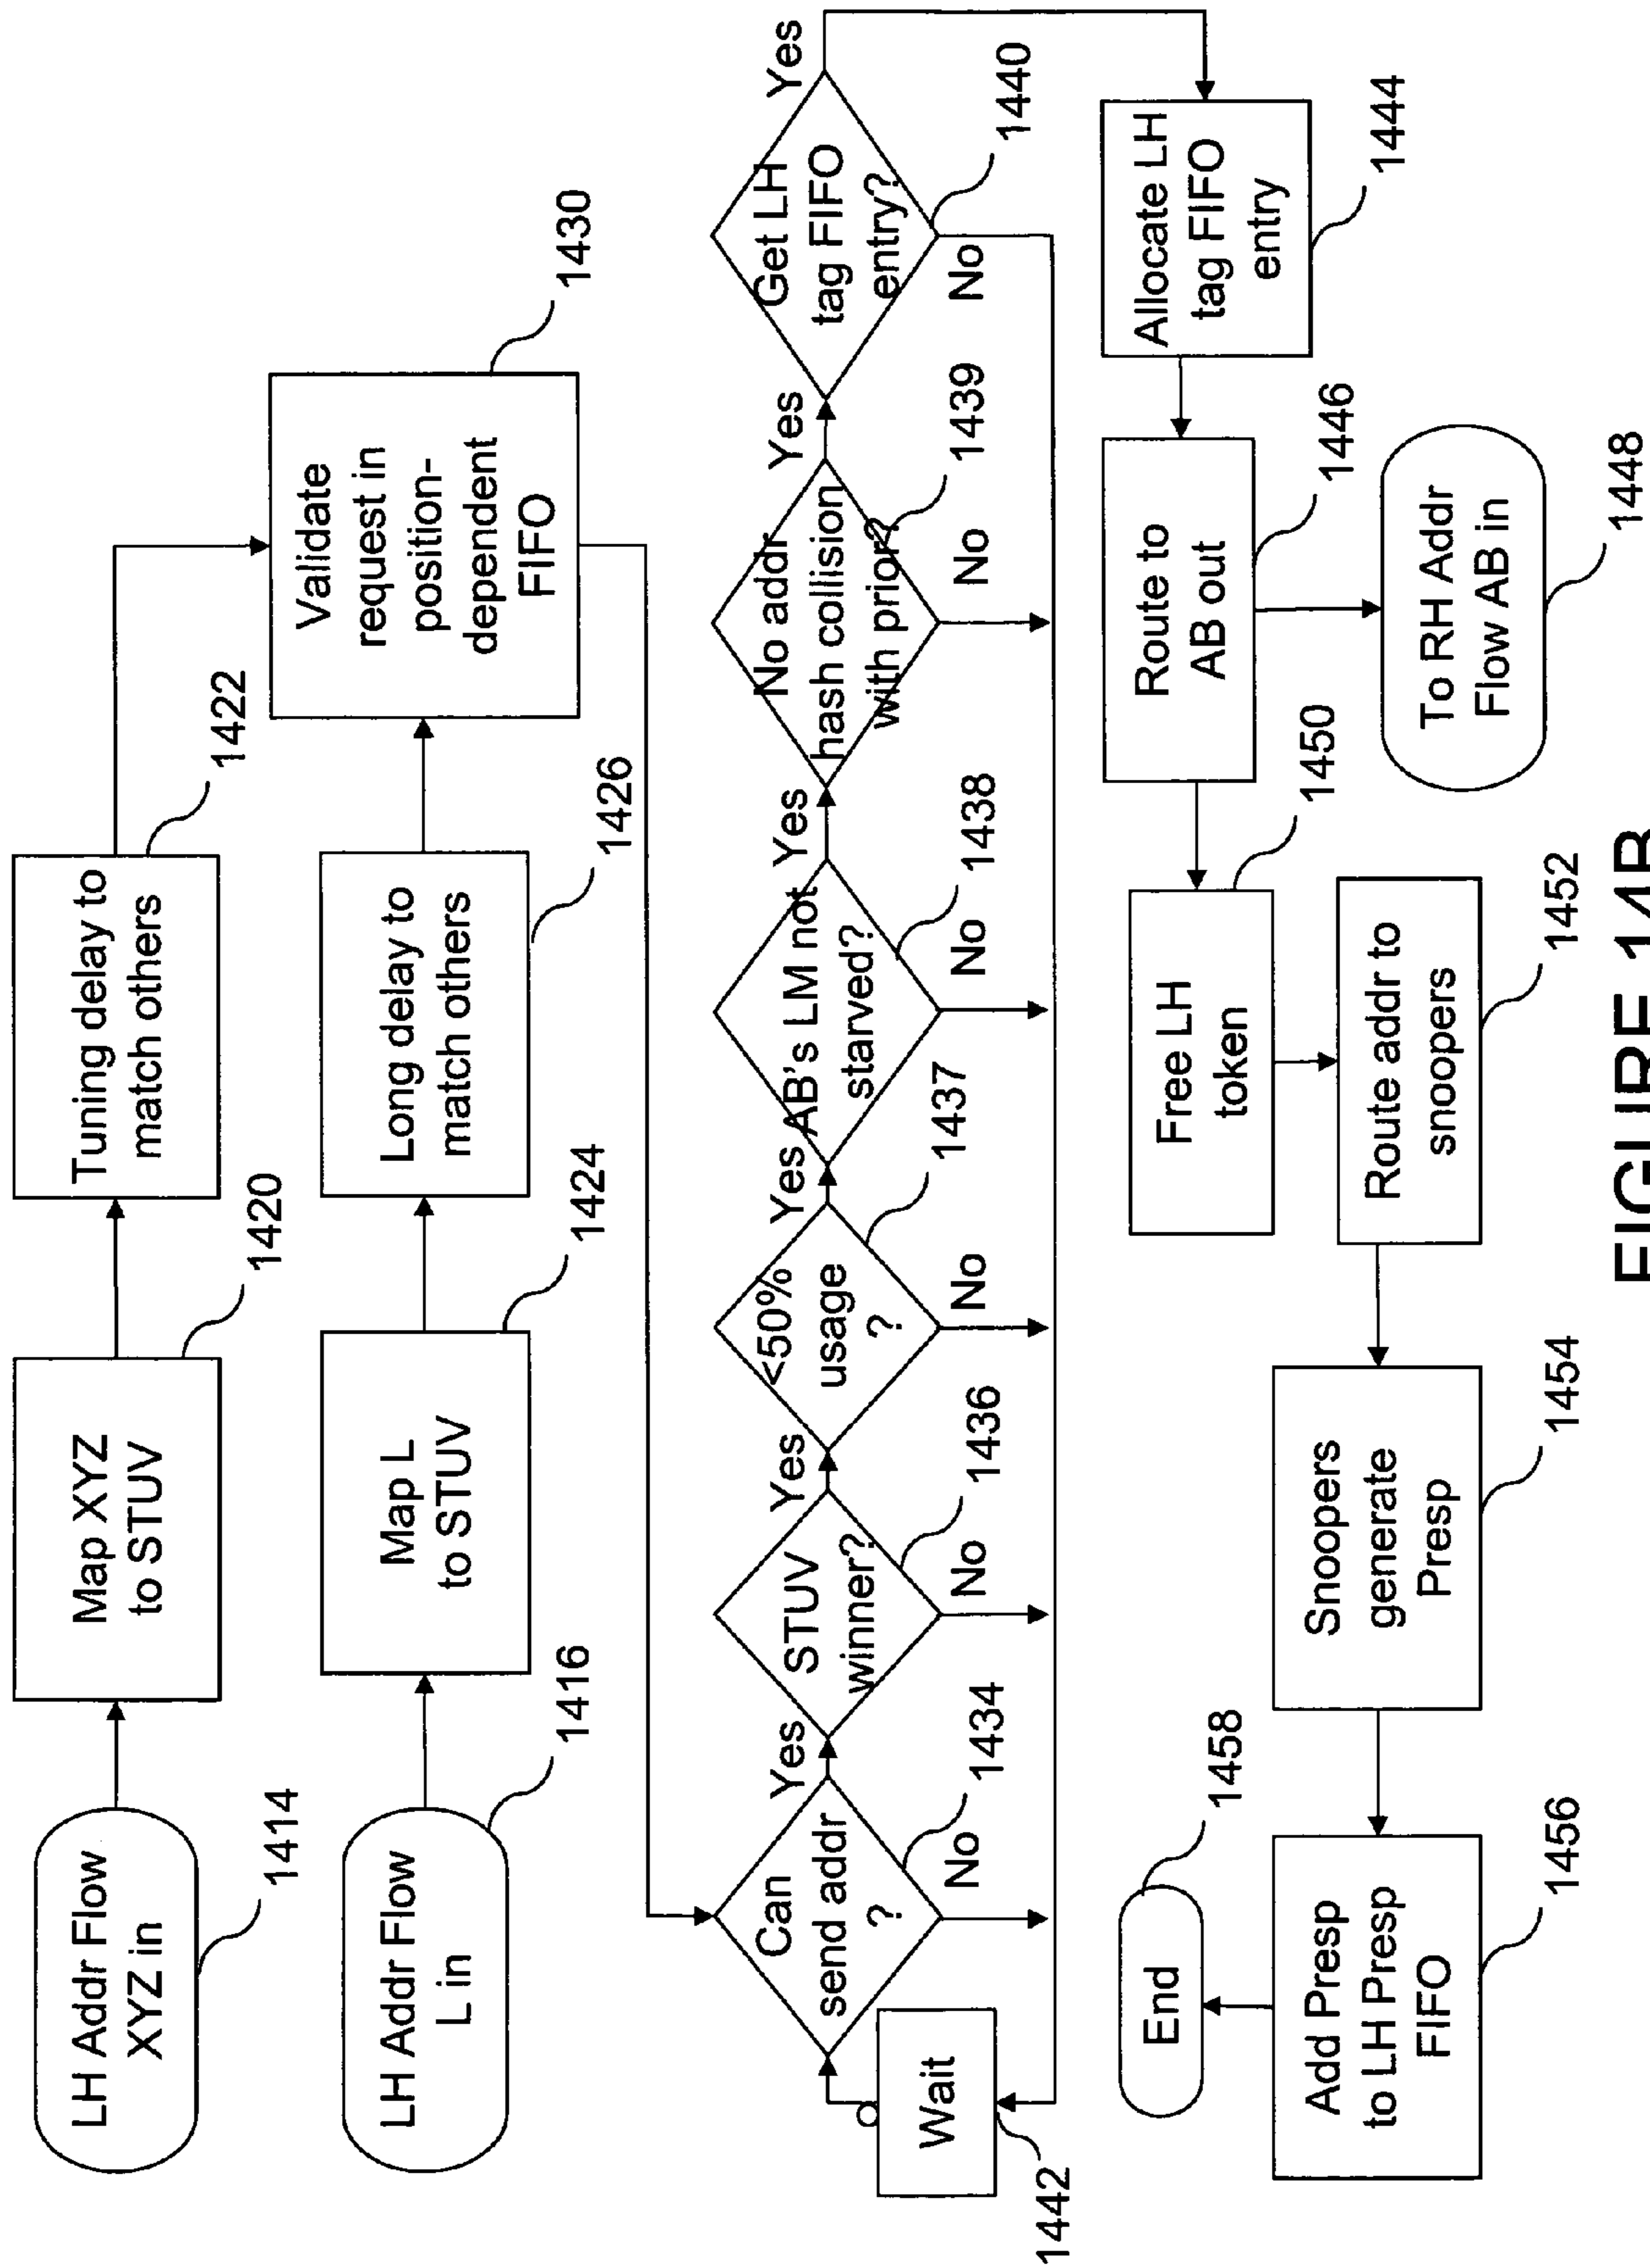 LH Addr Flow
XYZ in
1414
Map XYZ
to STUV
1420
Tuning delay to
match others
1422
LH Addr Flow
L in
1416
Map L
to STUV
1424
Long delay to
match others
1426
Validate
request in
position-
dependent
FIFO
1430
Can
send addr
?
1434
Yes
No
STUV
winner?
1436
Yes
No
<50%
usage
?
1437
Yes
No
AB's LM not
starved?
1438
Yes
No
No addr
hash collision
with prior?
1439
Yes
No
Get LH
tag FIFO
entry?
1440
Yes
No
Wait
1442
Allocate LH
tag FIFO
entry
1444
Route to
AB out
1446
To RH Addr
Flow AB in
1448
Free LH
token
1450
Route addr to
snoopers
1452
Snoopers
generate
Presp
1454
Add Presp
to LH Presp
FIFO
1456
End
1458
FIGURE 14B